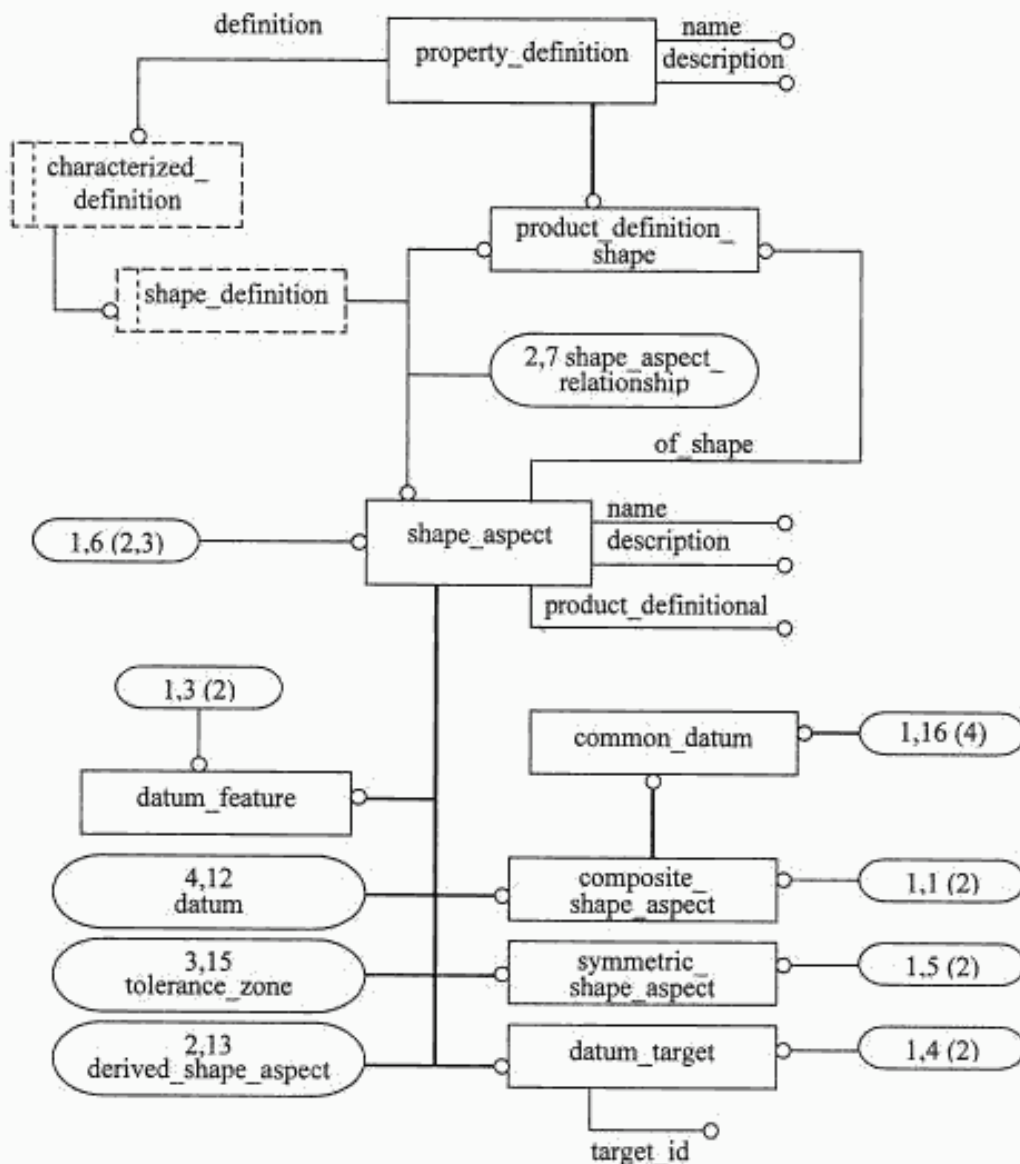 definition
property_definition
name
description
characterized_
definition
product_definition_
shape
shape_definition
2,7 shape_aspect_
relationship
of_shape
1,6 (2,3)
shape_aspect
name
description
product_definitional
1,3 (2)
common_datum
1,16 (4)
datum_feature
4,12
datum
composite_
shape_aspect
1,1 (2)
3,15
tolerance_zone
symmetric_
shape_aspect
1,5 (2)
2,13
derived_shape_aspect
datum_target
1,4 (2)
target_id